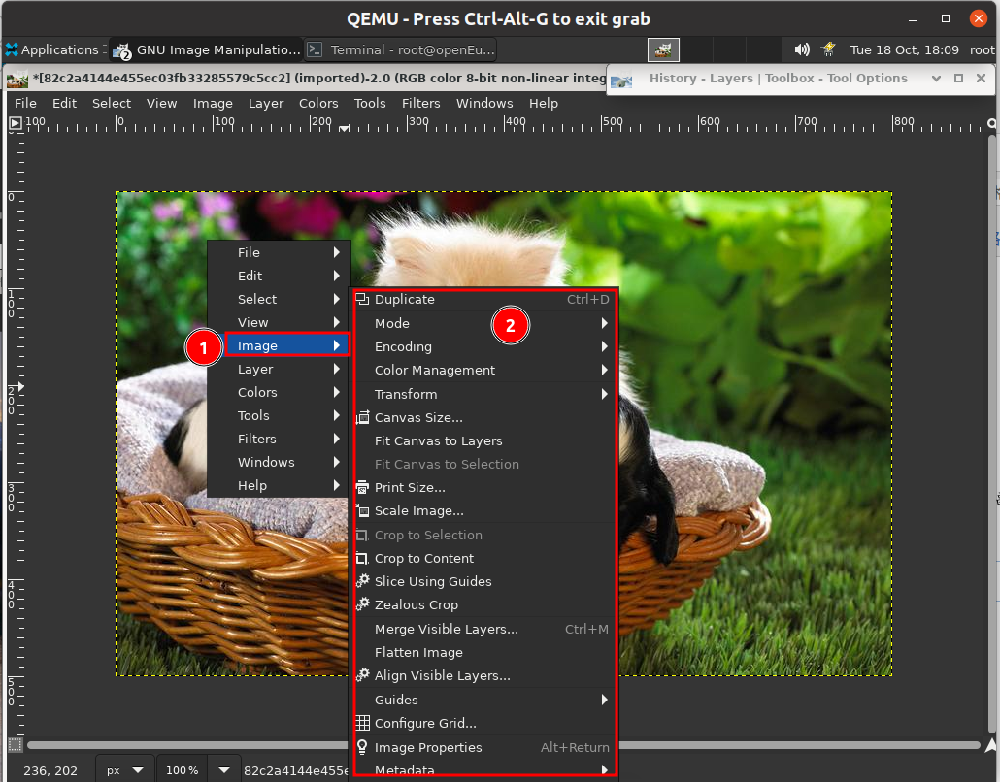 QEMU - Press Ctrl-Alt-G to exit grab
Applications
2
GNU Image Manipulatio...
Terminal - root@openEu...
Tue 18 Oct, 18:09
root
*[82c2a4144e455ec03fb33285579c5cc2] (imported)-2.0 (RGB color 8-bit non-linear integ
History - Layers | Toolbox - Tool Options
File Edit Select View Image Layer Colors Tools Filters Windows Help
100 0 100 200 300 400 500 600 700 800
0
100
200
300
400
500
File
Edit
Select
View
1
Image
Layer
Colors
Tools
Filters
Windows
Help
Duplicate Ctrl+D
Mode
2
Encoding
Color Management
Transform
Canvas Size...
Fit Canvas to Layers
Fit Canvas to Selection
Print Size...
Scale Image...
Crop to Selection
Crop to Content
Slice Using Guides
Zealous Crop
Merge Visible Layers... Ctrl+M
Flatten Image
Align Visible Layers...
Guides
Configure Grid...
Image Properties Alt+Return
Metadata
236, 202
px
100 %
82c2a4144e455e